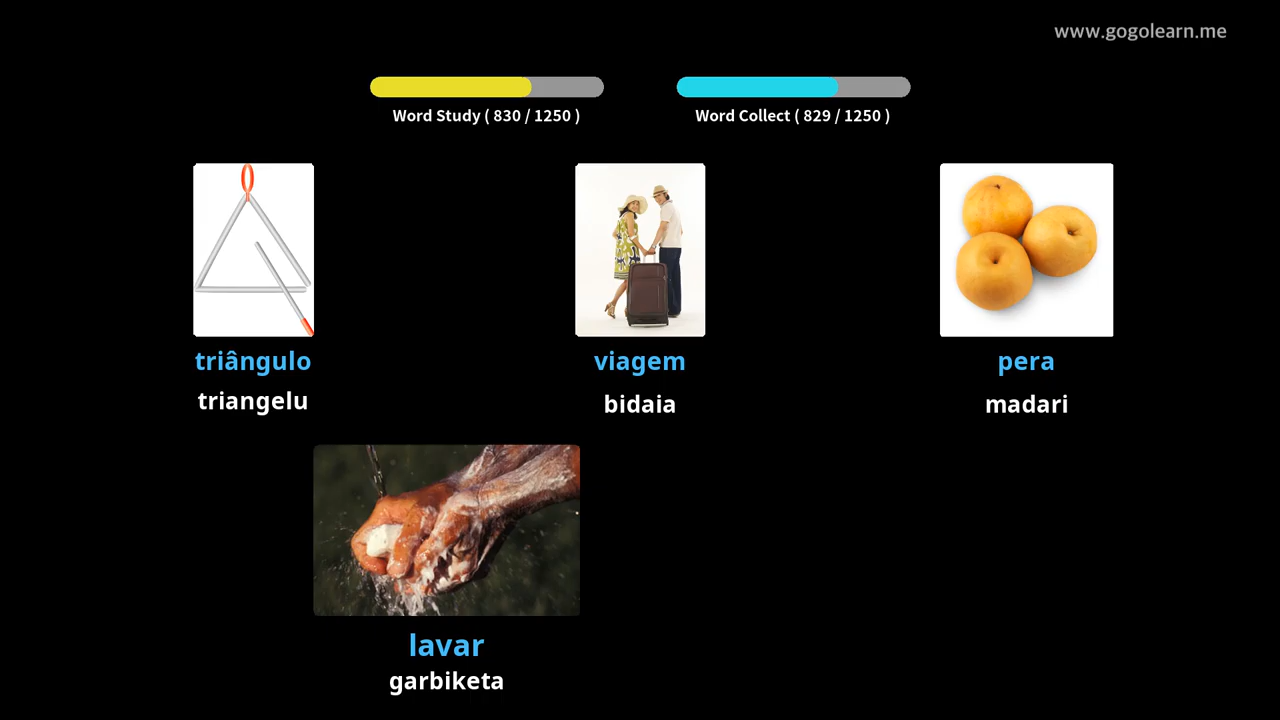 www.gogolearn.me
Word Study ( 830 / 1250 )
Word Collect ( 829 / 1250 )
triângulo
triangelu
viagem
bidaia
pera
madari
lavar
garbiketa